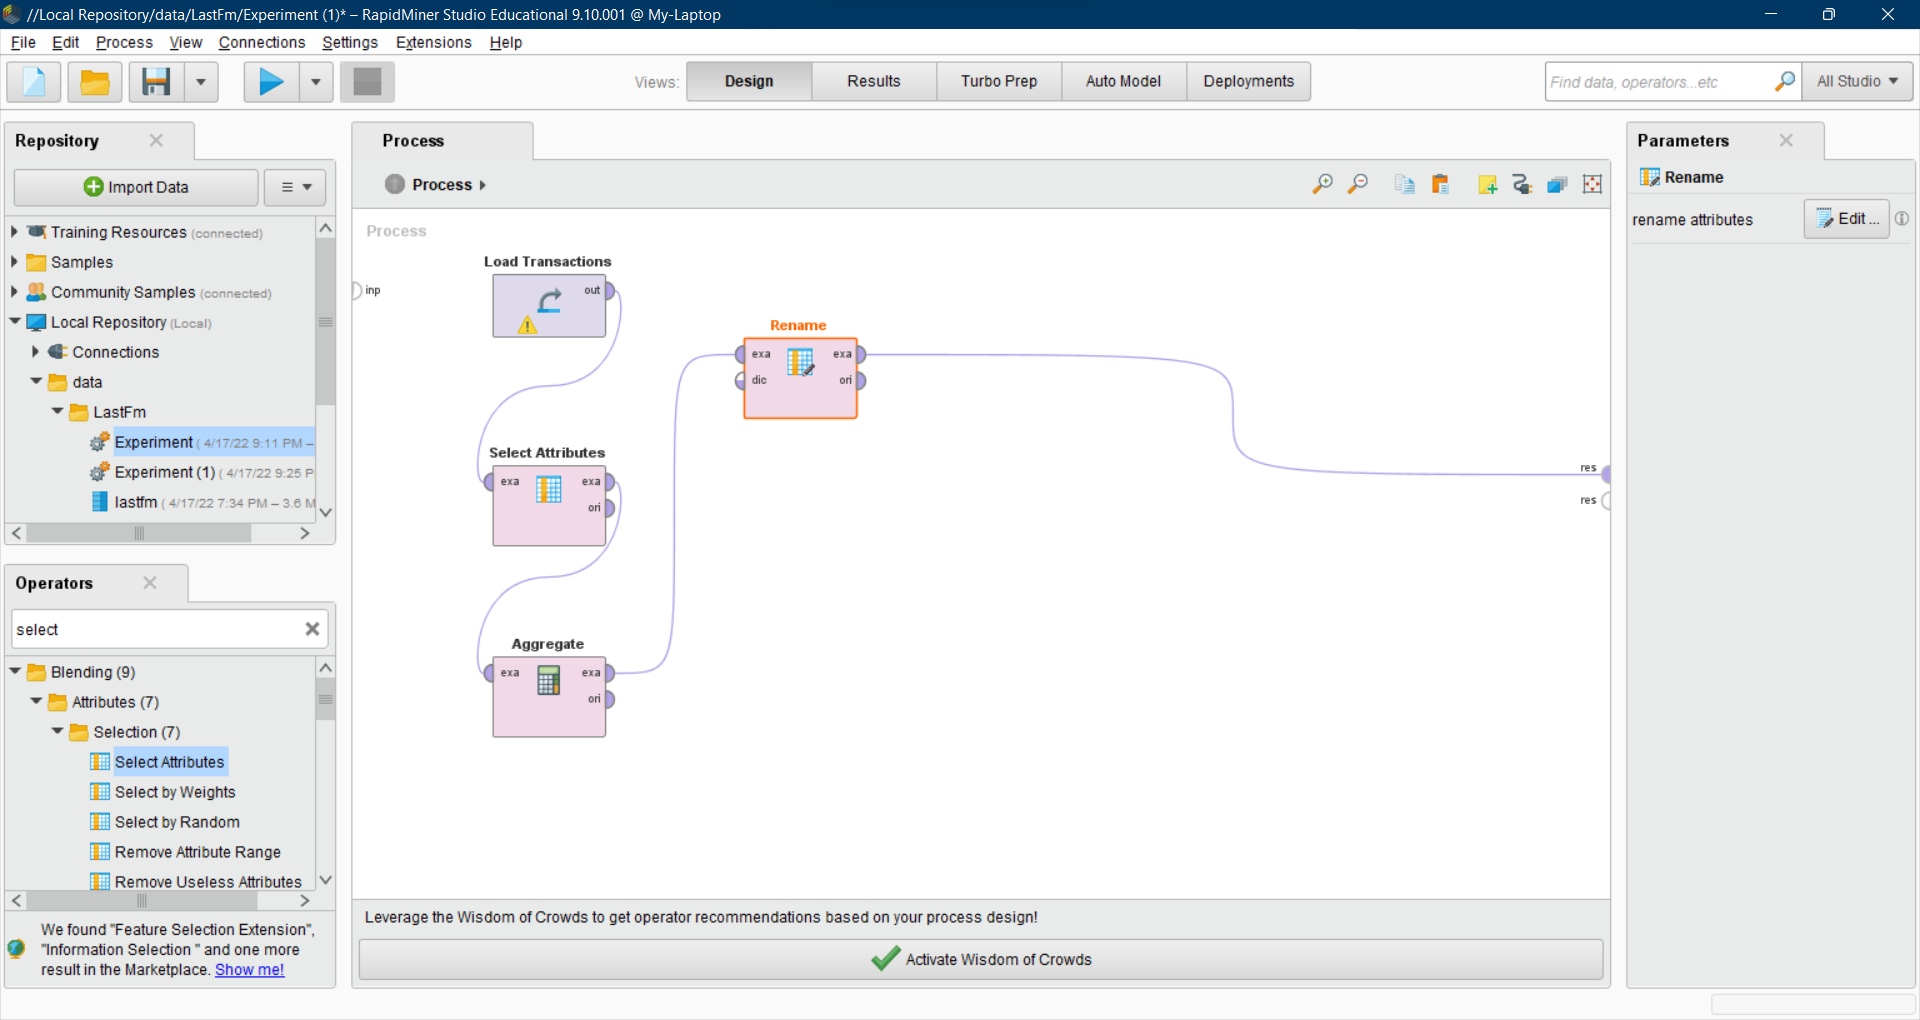 //Local Repository/data/LastFm/Experiment (1)* – RapidMiner Studio Educational 9.10.001 @ My-Laptop
File Edit Process View Connections Settings Extensions Help
Views: Design Results Turbo Prep Auto Model Deployments
Find data, operators...etc
All Studio
Repository
Import Data
Training Resources (connected)
Samples
Community Samples (connected)
Local Repository (Local)
Connections
data
LastFm
Experiment ( 4/17/22 9:11 PM –
Experiment (1) ( 4/17/22 9:25 P
lastfm ( 4/17/22 7:34 PM – 3.6 M
Operators
select
Blending (9)
Attributes (7)
Selection (7)
Select Attributes
Select by Weights
Select by Random
Remove Attribute Range
Remove Useless Attributes
We found "Feature Selection Extension",
"Information Selection " and one more
result in the Marketplace. Show me!
Process
Process
Process
inp
Load Transactions
out
Select Attributes
exa exa
ori
Aggregate
exa exa
ori
Rename
exa exa
dic ori
res
res
Leverage the Wisdom of Crowds to get operator recommendations based on your process design!
Activate Wisdom of Crowds
Parameters
Rename
rename attributes
Edit ...